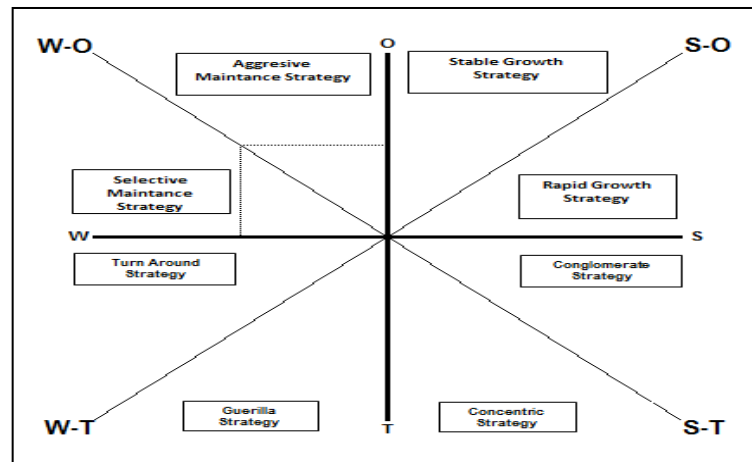 W-O
Aggresive
Maintance Strategy
O
Stable Growth
Strategy
S-O
Selective
Maintance
Strategy
Rapid Growth
Strategy
W
S
Turn Around
Strategy
Conglomerate
Strategy
Guerilla
Strategy
Concentric
Strategy
W-T
T
S-T